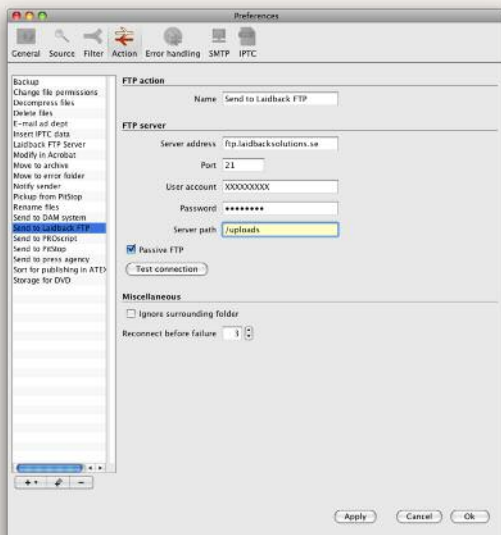 Preferences
General Source Filter Action Error handling SMTP IPTC
Backup
Change file permissions
Decompress files
Delete files
E-mail ad dept
Insert IPTC data
Laidback FTP Server
Modify in Acrobat
Move to archive
Move to error folder
Notify sender
Pickup from PitStop
Rename files
Send to DAM system
Send to Laidback FTP
Send to PROscript
Send to PitStop
Send to press agency
Sort for publishing in ATEX
Storage for DVD
FTP action
Name Send to Laidback FTP
FTP server
Server address ftp.laidbacksolutions.se
Port 21
User account XXXXXXXXX
Password ••••••••
Server path /uploads
Passive FTP
Test connection
Miscellaneous
Ignore surrounding folder
Reconnect before failure 3
Apply Cancel Ok